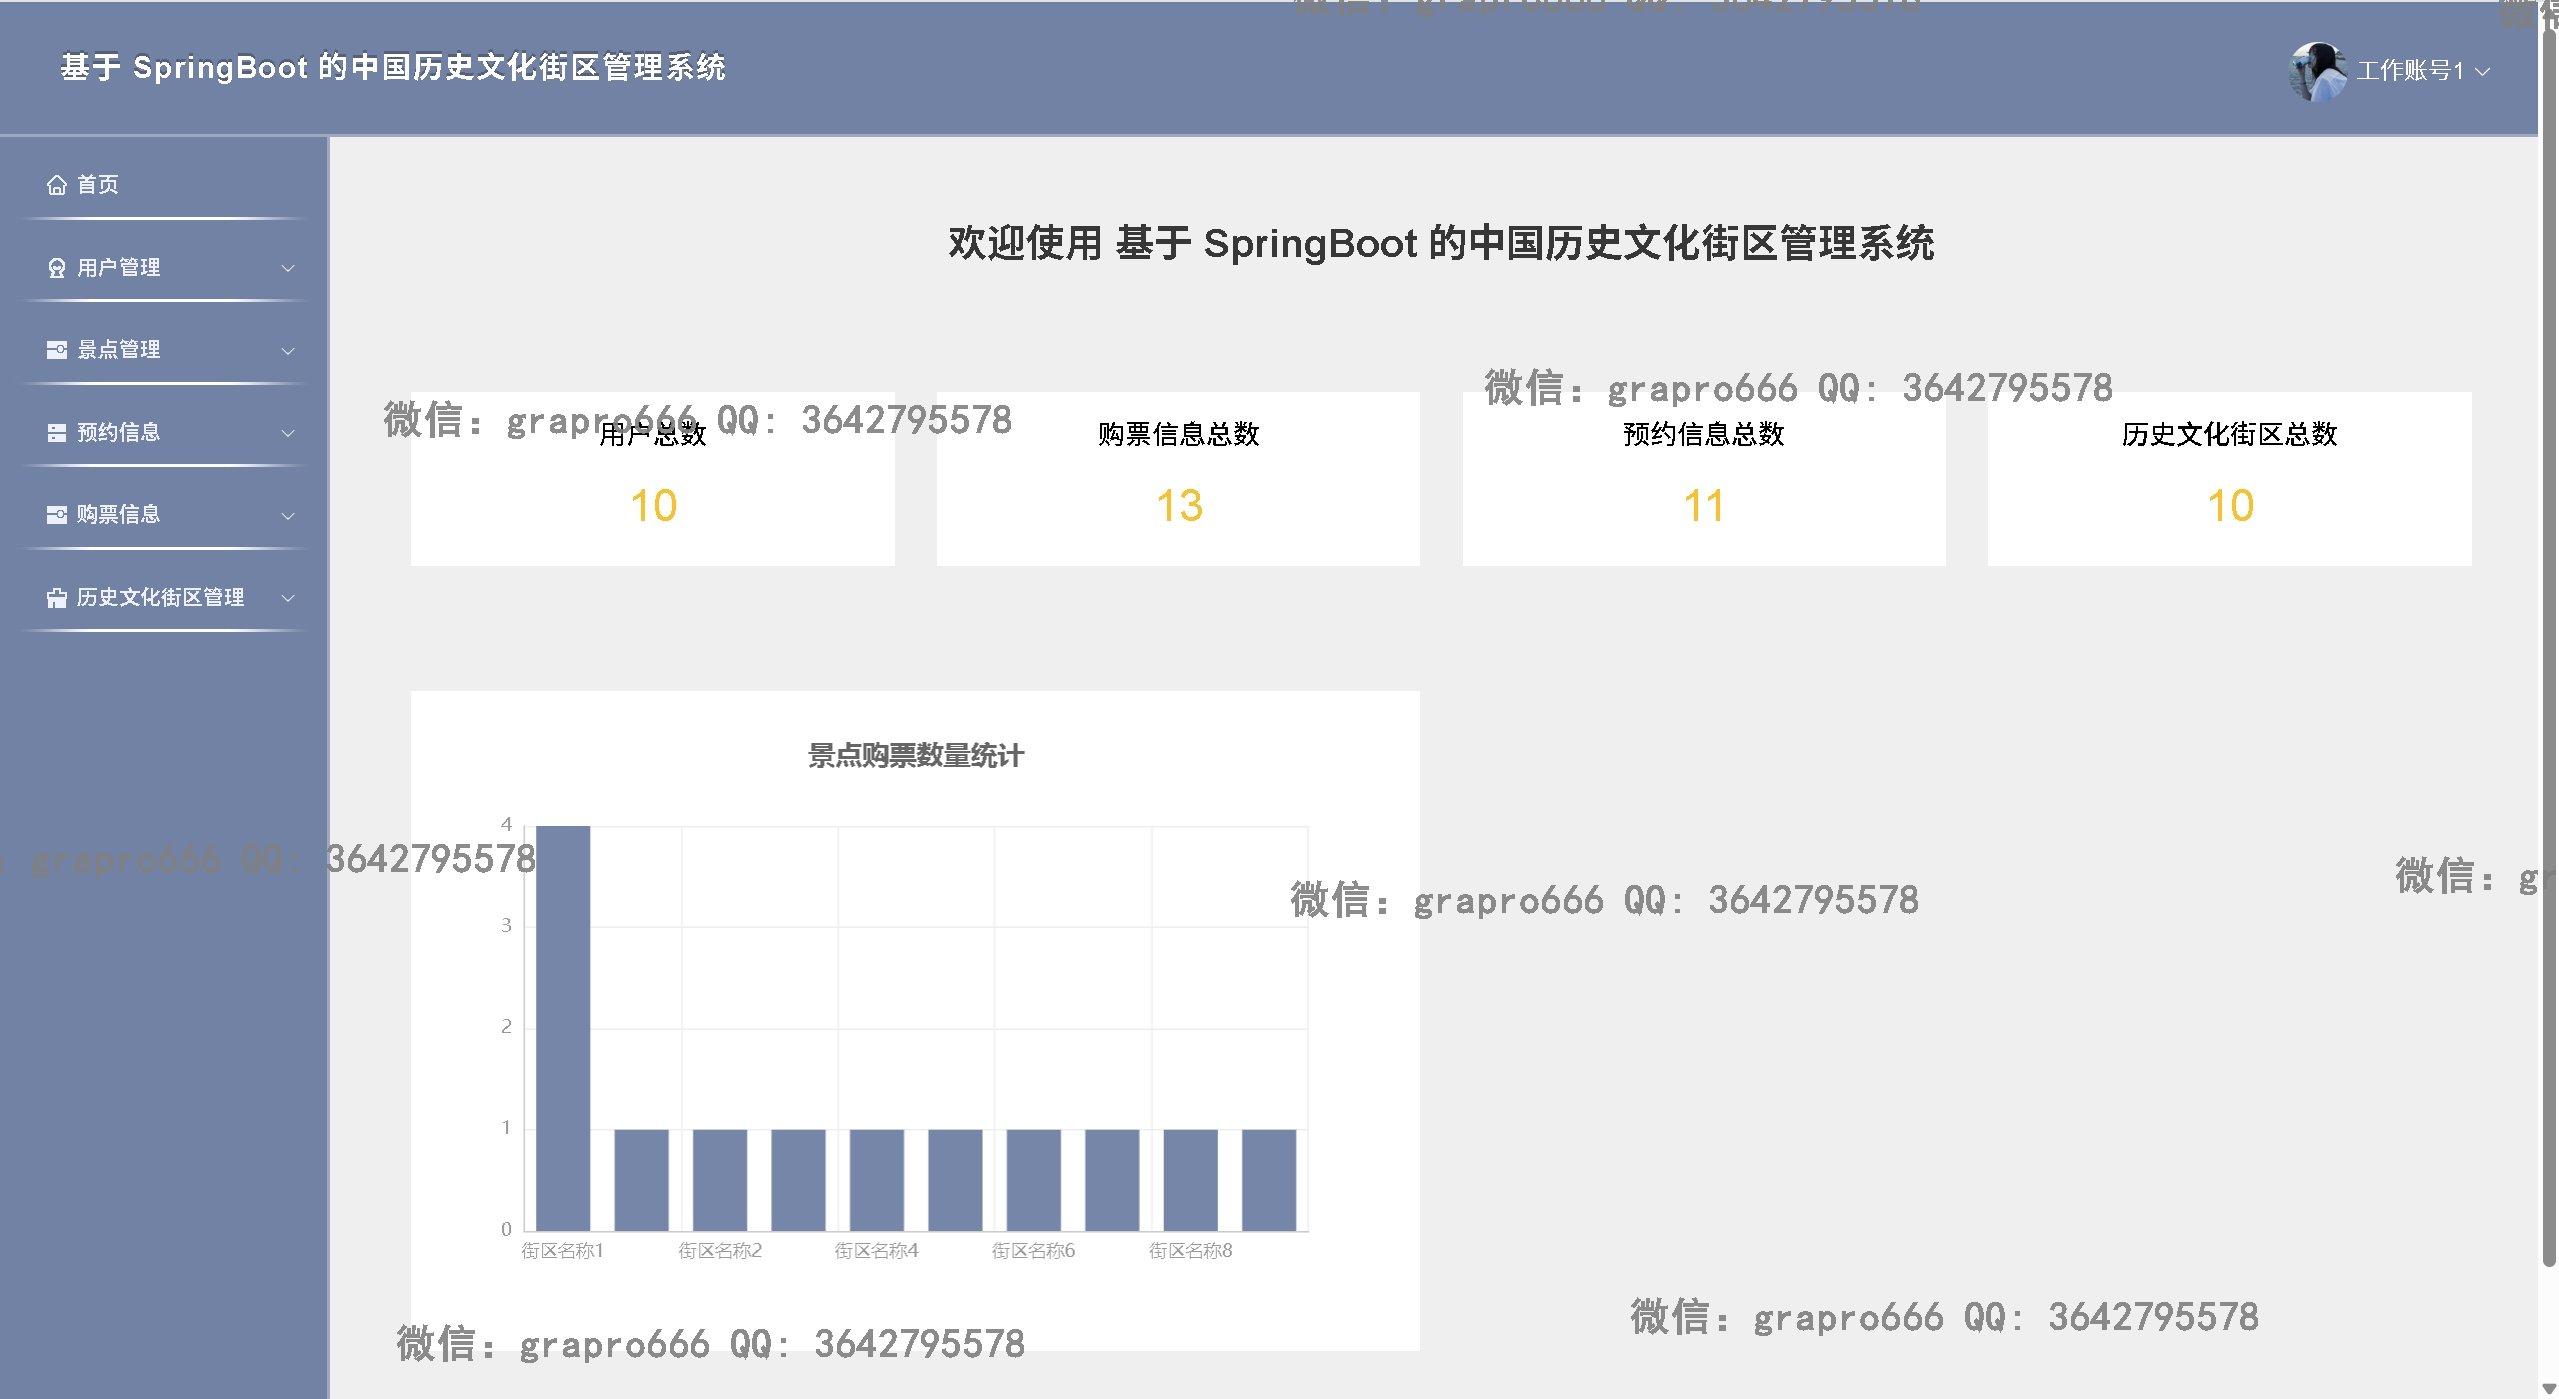 基于 SpringBoot 的中国历史文化街区管理系统
工作账号1
首页
用户管理
景点管理
预约信息
购票信息
历史文化街区管理
欢迎使用 基于 SpringBoot 的中国历史文化街区管理系统
微信: grapro666 QQ: 3642795578
微信: grapro666 QQ: 3642795578
用户总数
购票信息总数
预约信息总数
历史文化街区总数
10
13
11
10
景点购票数量统计
4
3
2
1
0
街区名称1
街区名称2
街区名称4
街区名称6
街区名称8
: grapro666 QQ: 3642795578
微信: grapro666 QQ: 3642795578
微信: gr
微信: grapro666 QQ: 3642795578
微信: grapro666 QQ: 3642795578